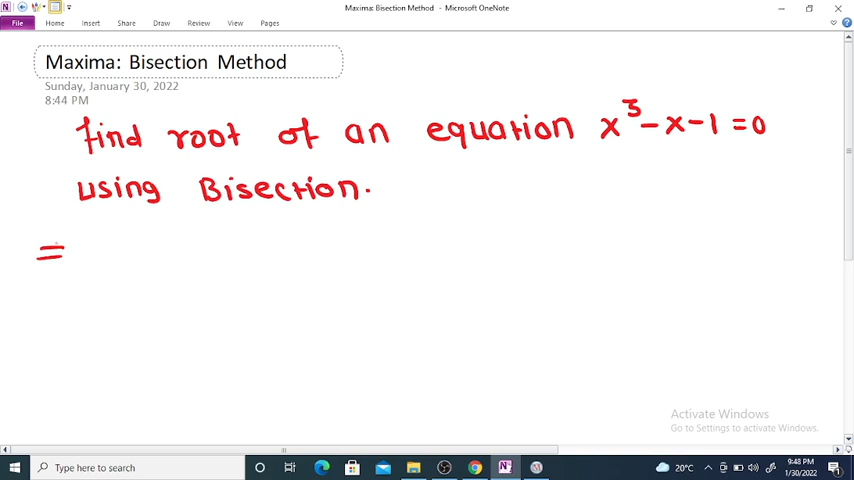 Maxima: Bisection Method - Microsoft OneNote
File Home Insert Share Draw History Review View Pages
Maxima: Bisection Method
Sunday, January 30, 2022
8:44 PM
find root of an equation x³-x-1=0
using Bisection.
=
Activate Windows
Go to Settings to activate Windows.
Type here to search
20°C
9:48 PM
1/30/2022